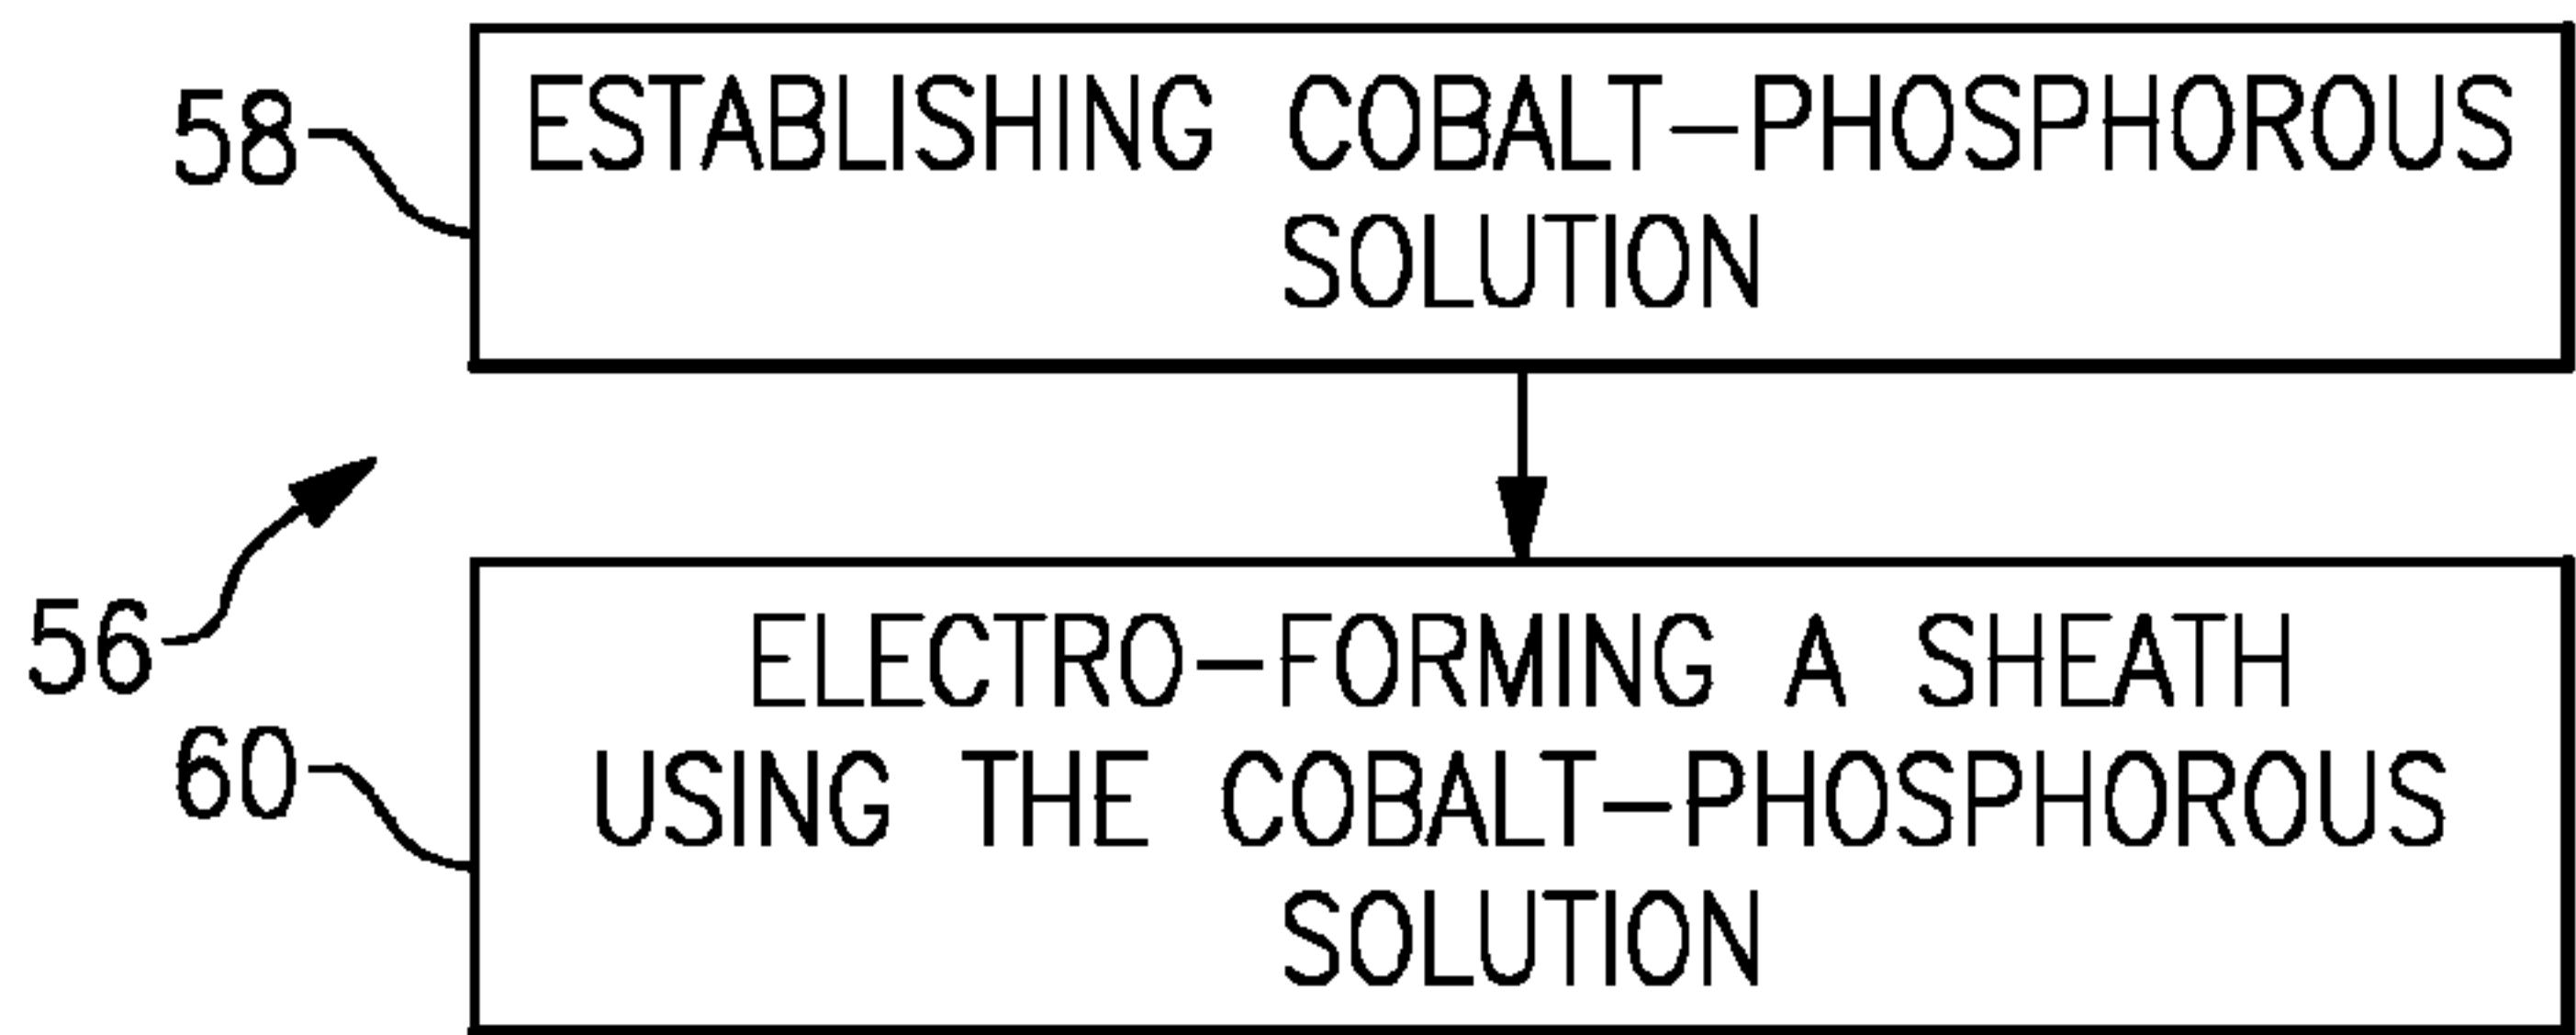 58
ESTABLISHING COBALT-PHOSPHOROUS
SOLUTION
56
60
ELECTRO-FORMING A SHEATH
USING THE COBALT-PHOSPHOROUS
SOLUTION